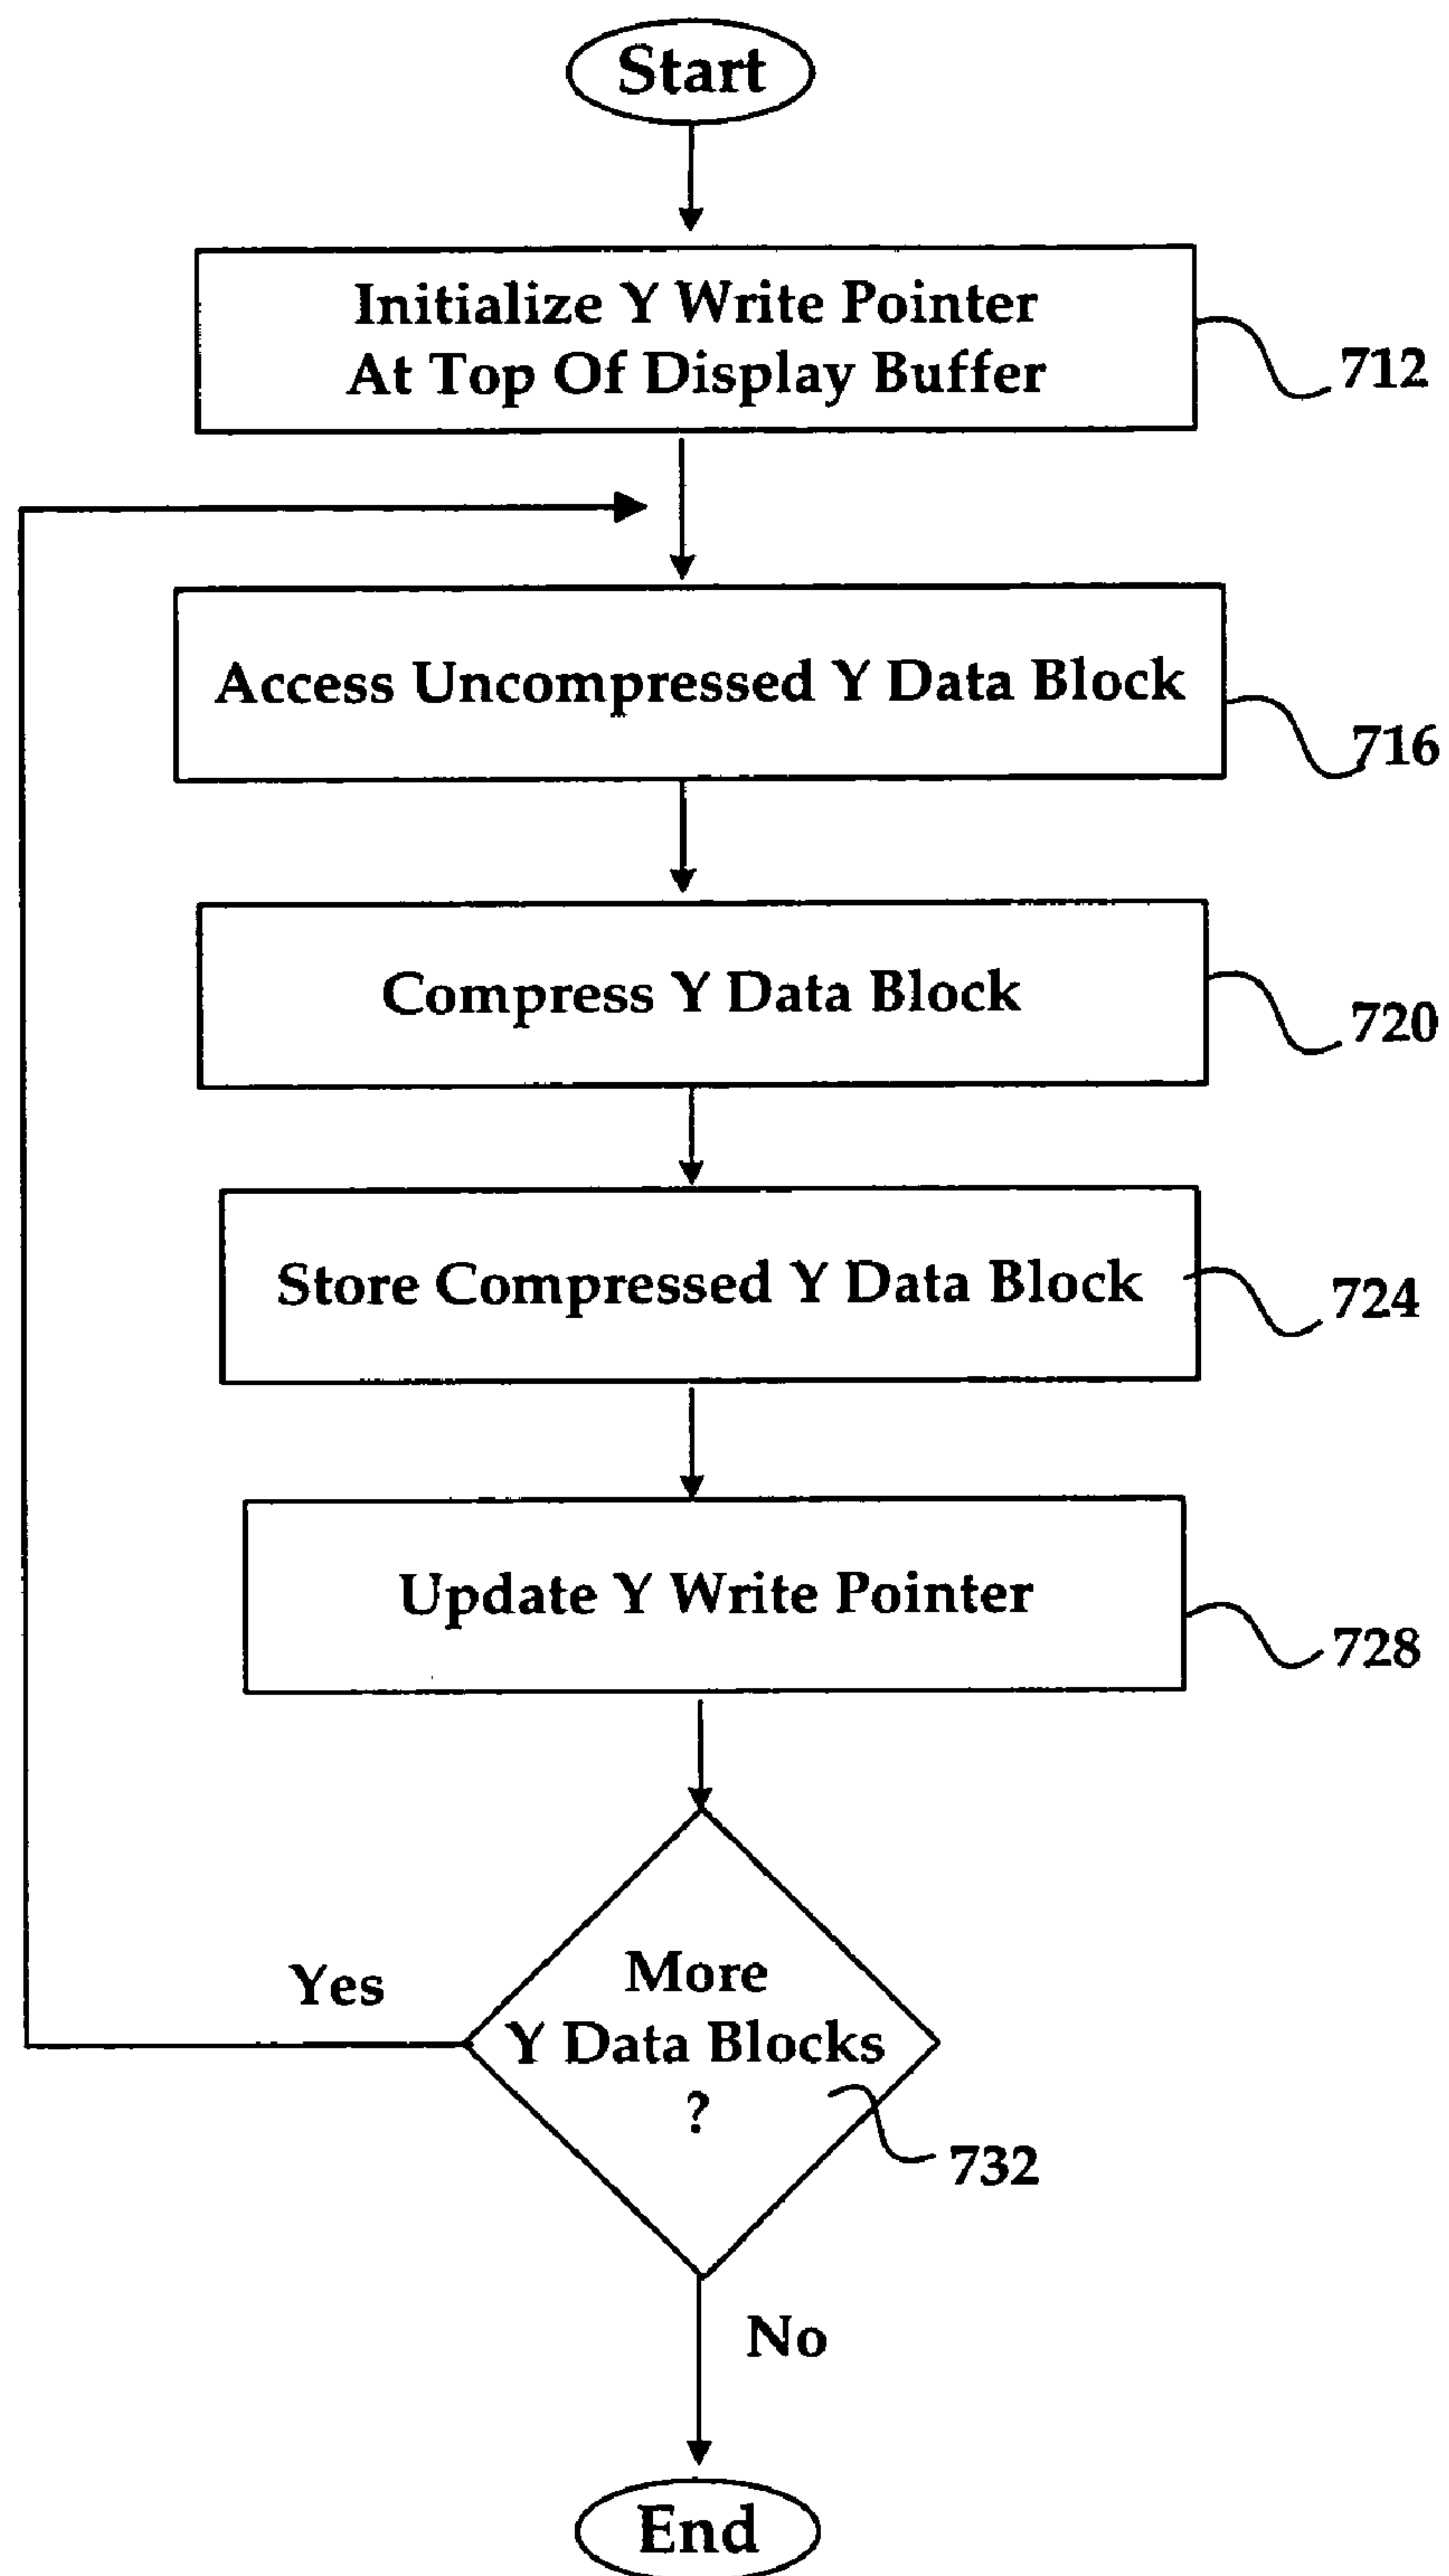 Start
Initialize Y Write Pointer
At Top Of Display Buffer
712
Access Uncompressed Y Data Block
716
Compress Y Data Block
720
Store Compressed Y Data Block
724
Update Y Write Pointer
728
More
Y Data Blocks
?
Yes
732
No
End